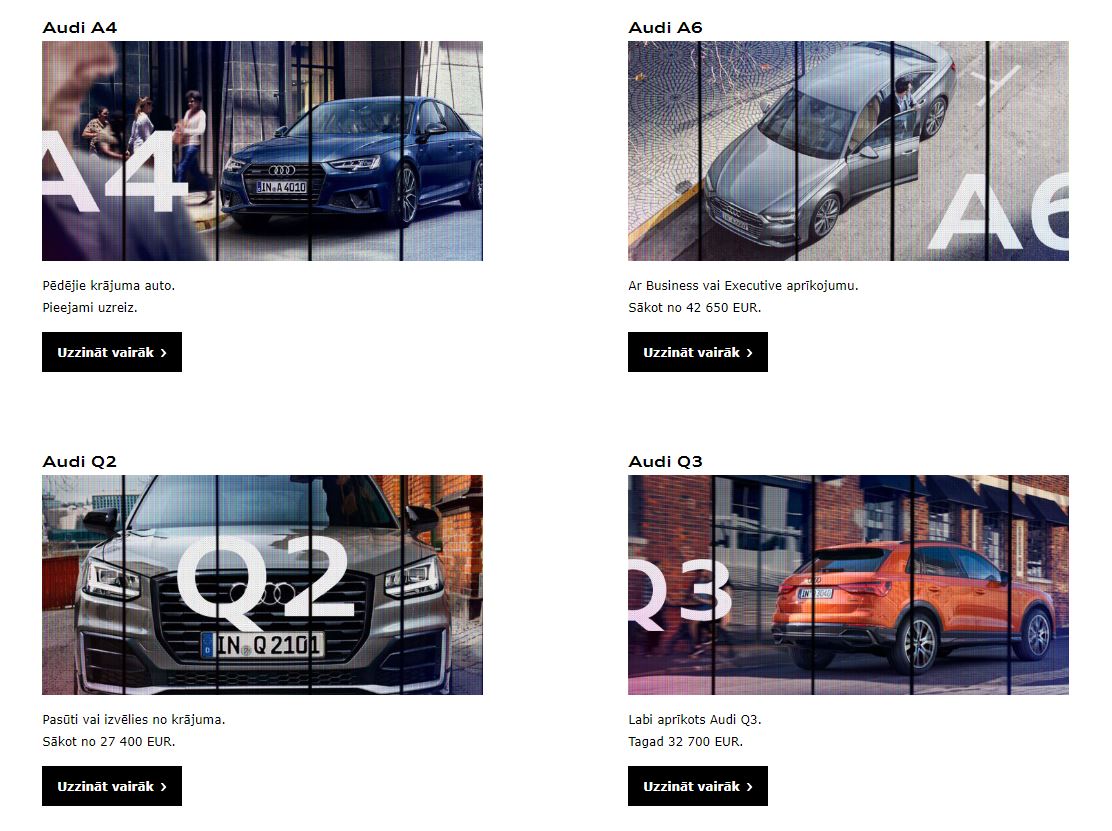 Audi A4
A4
IN A 4010
Pēdējie krājuma auto.
Pieejami uzreiz.
Uzzināt vairāk ›
Audi A6
A6
Ar Business vai Executive aprīkojumu.
Sākot no 42 650 EUR.
Uzzināt vairāk ›
Audi Q2
Q2
IN Q 2101
Pasūti vai izvēlies no krājuma.
Sākot no 27 400 EUR.
Uzzināt vairāk ›
Audi Q3
Q3
Labi aprīkots Audi Q3.
Tagad 32 700 EUR.
Uzzināt vairāk ›